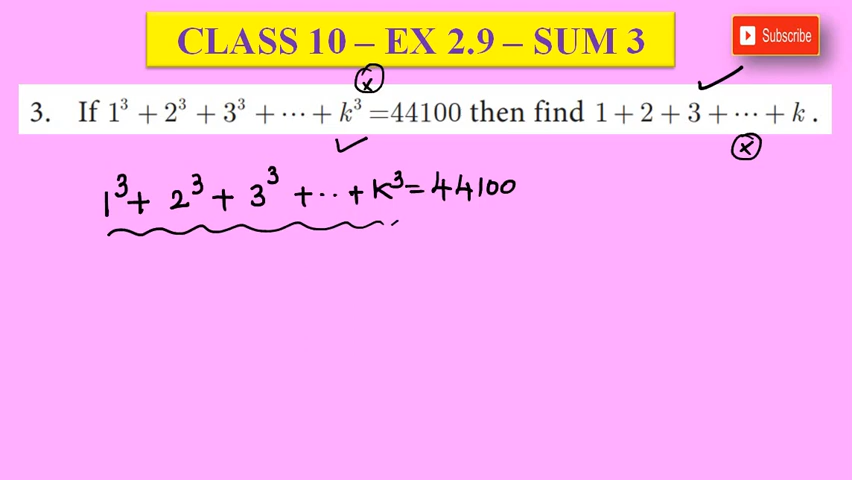 CLASS 10 – EX 2.9 – SUM 3
Subscribe
3. If 1³ + 2³ + 3³ + ⋯ + k³ =44100 then find 1 + 2 + 3 + ⋯ + k .
1³ + 2³ + 3³ + ... + k³ = 44100